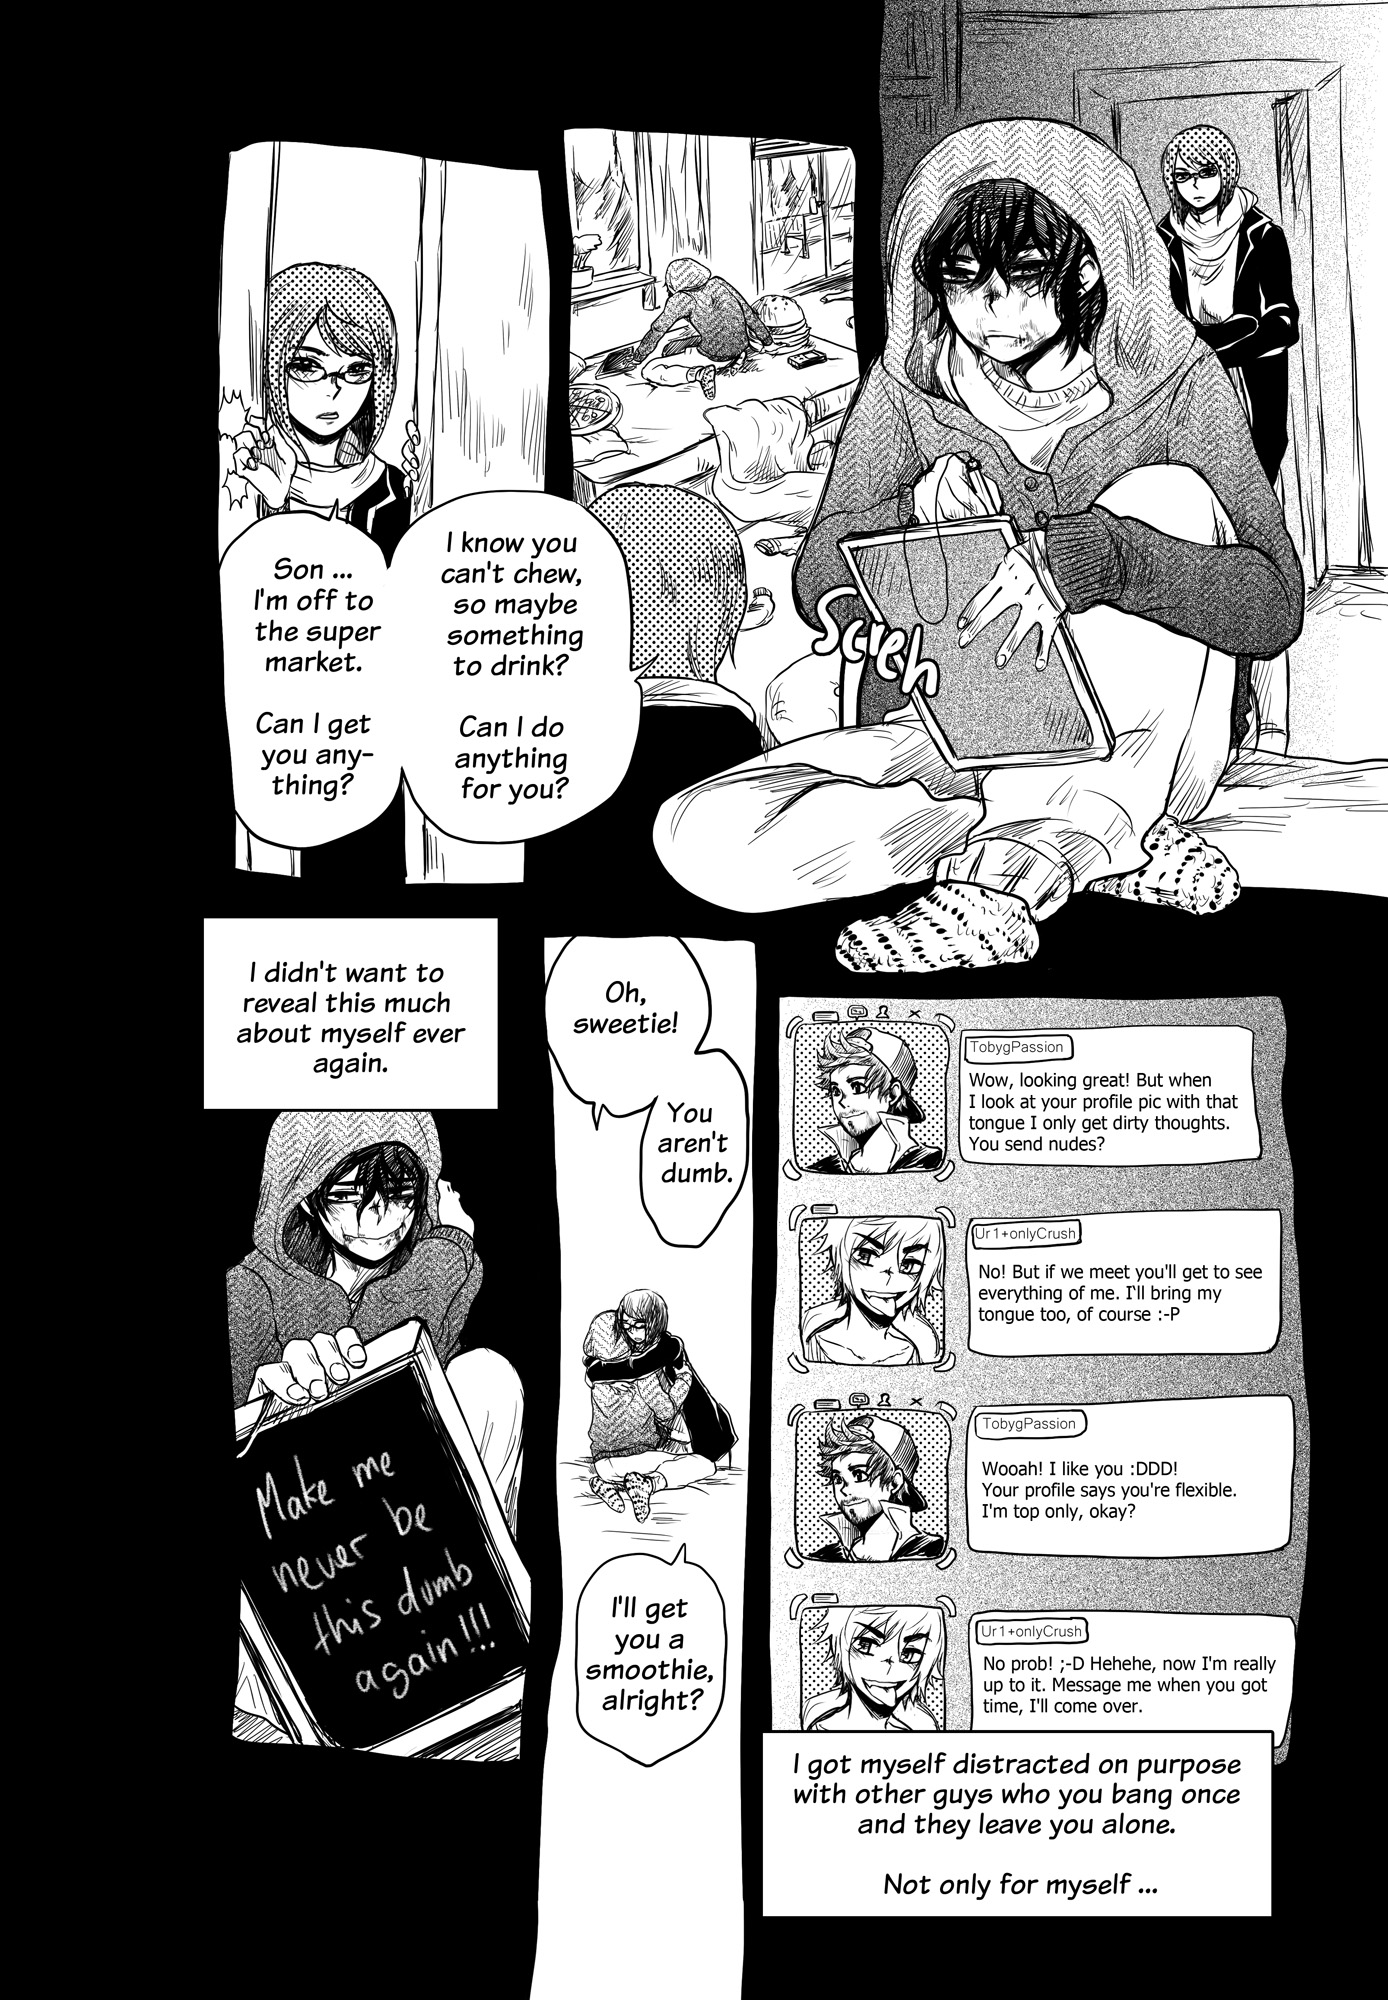 Son ...
I'm off to
the super
market.
Can I get
you any-
thing?
I know you
can't chew,
so maybe
something
to drink?
Can I do
anything
for you?
Screh
I didn't want to
reveal this much
about myself ever
again.
Make me
never be
this dumb
again!!!
Oh,
sweetie!
You
aren't
dumb.
I'll get
you a
smoothie,
alright?
TobygPassion
Wow, looking great! But when
I look at your profile pic with that
tongue I only get dirty thoughts.
You send nudes?
Ur1+onlyCrush
No! But if we meet you'll get to see
everything of me. I'll bring my
tongue too, of course :-P
TobygPassion
Wooah! I like you :DDD!
Your profile says you're flexible.
I'm top only, okay?
Ur1+onlyCrush
No prob! ;-D Hehehe, now I'm really
up to it. Message me when you got
time, I'll come over.
I got myself distracted on purpose
with other guys who you bang once
and they leave you alone.
Not only for myself ...